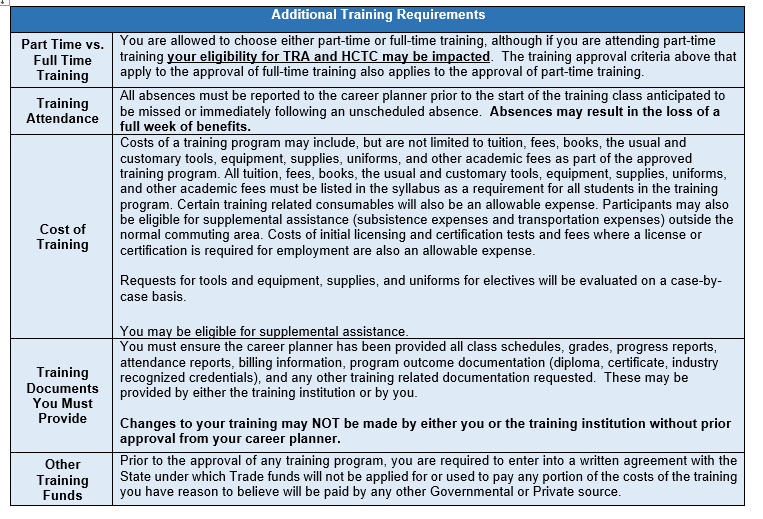 Additional Training Requirements
Part Time vs.
Full Time
Training
You are allowed to choose either part-time or full-time training, although if you are attending part-time
training your eligibility for TRA and HCTC may be impacted.  The training approval criteria above that
apply to the approval of full-time training also applies to the approval of part-time training.
Training
Attendance
All absences must be reported to the career planner prior to the start of the training class anticipated to
be missed or immediately following an unscheduled absence.  Absences may result in the loss of a
full week of benefits.
Cost of
Training
Costs of a training program may include, but are not limited to tuition, fees, books, the usual and
customary tools, equipment, supplies, uniforms, and other academic fees as part of the approved
training program. All tuition, fees, books, the usual and customary tools, equipment, supplies, uniforms,
and other academic fees must be listed in the syllabus as a requirement for all students in the training
program. Certain training related consumables will also be an allowable expense. Participants may also
be eligible for supplemental assistance (subsistence expenses and transportation expenses) outside the
normal commuting area. Costs of initial licensing and certification tests and fees where a license or
certification is required for employment are also an allowable expense.
Requests for tools and equipment, supplies, and uniforms for electives will be evaluated on a case-by-
case basis.
You may be eligible for supplemental assistance.
Training
Documents
You Must
Provide
You must ensure the career planner has been provided all class schedules, grades, progress reports,
attendance reports, billing information, program outcome documentation (diploma, certificate, industry
recognized credentials), and any other training related documentation requested.  These may be
provided by either the training institution or by you.
Changes to your training may NOT be made by either you or the training institution without prior
approval from your career planner.
Other
Training
Funds
Prior to the approval of any training program, you are required to enter into a written agreement with the
State under which Trade funds will not be applied for or used to pay any portion of the costs of the training
you have reason to believe will be paid by any other Governmental or Private source.